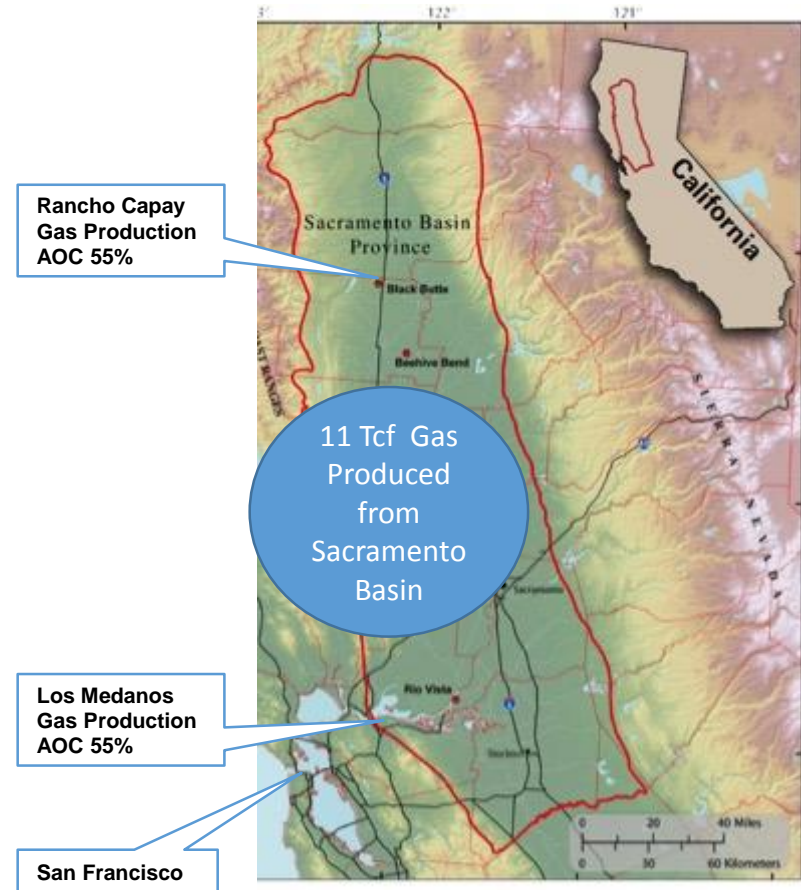 122
121
California
Rancho Capay
Gas Production
AOC 55%
Sacramento Basin
Province
Black Butte
Beehive Bend
SIERRA NEVADA
11 Tcf Gas
Produced
from
Sacramento
Basin
Sacramento
Los Medanos
Gas Production
AOC 55%
Rio Vista
Stockton
0 20 40 Miles
0 30 60 Kilometers
San Francisco